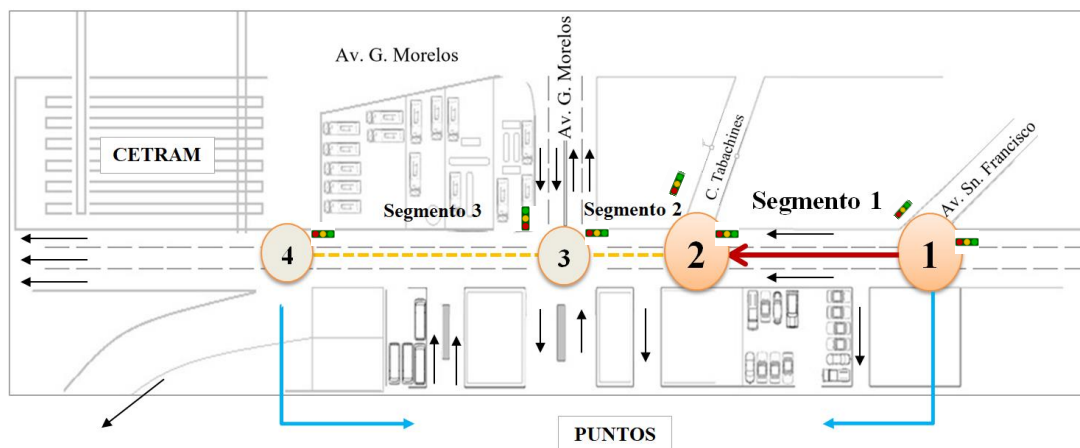 Av. G. Morelos
Av. G. Morelos
CETRAM
C. Tabachines
Av. Sn. Francisco
Segmento 3
Segmento 2
Segmento 1
4
3
2
1
PUNTOS